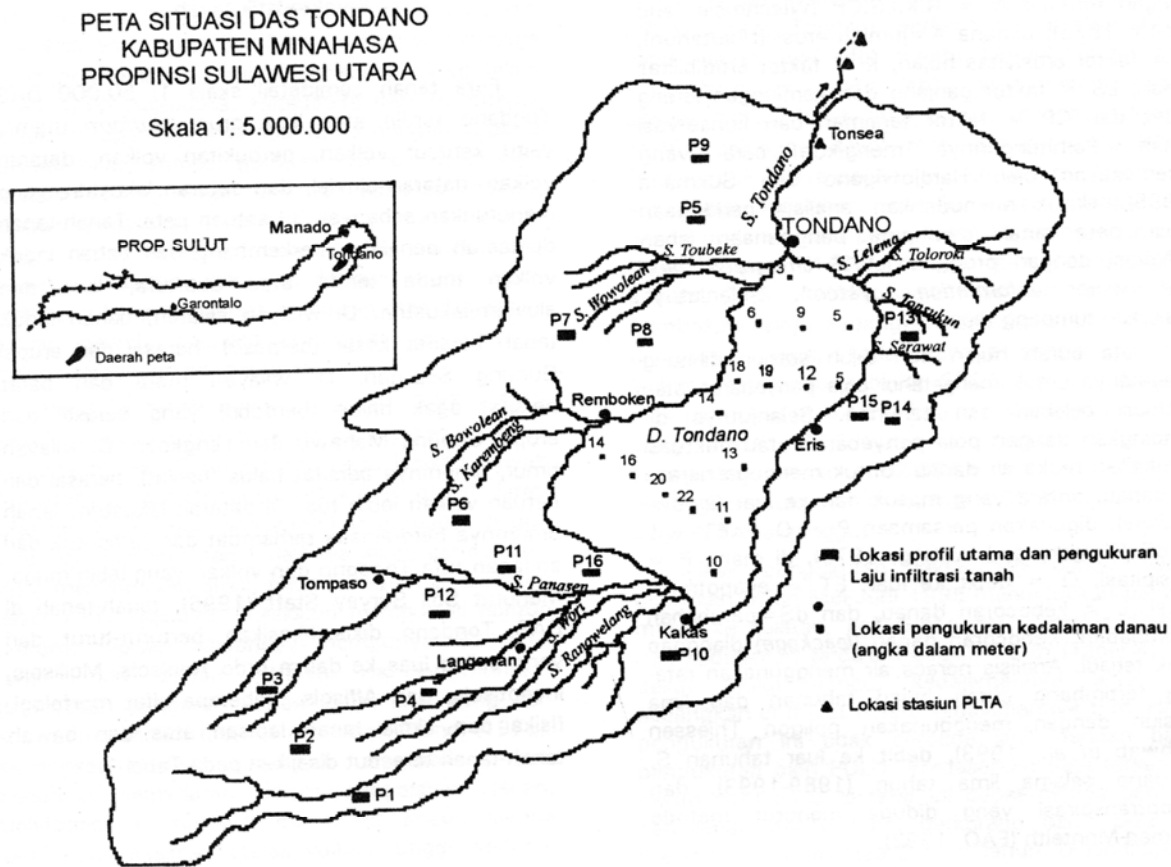 PETA SITUASI DAS TONDANO
KABUPATEN MINAHASA
PROPINSI SULAWESI UTARA
Skala 1: 5.000.000
PROP. SULUT
Manado
Tondano
Garontalo
Daerah peta
Tonsea
P9
S. Tondano
P5
TONDANO
S. Toubeke
S. Lelema
S. Toloroki
3
S. Wowolean
P7
P8
6
9
5
P13
S. Serawat
18
19
12
5
14
P15
P14
Remboken
Eris
D. Tondano
S. Bowolean
S. Karembeng
14
16
13
20
22
11
P6
10
P11
P16
Tompaso
S. Panasen
P12
S. Wori
Kakas
Langowan
S. Ranowelang
P10
P3
P4
P2
P1
Lokasi profil utama dan pengukuran
Laju infiltrasi tanah
Lokasi pengukuran kedalaman danau
(angka dalam meter)
Lokasi stasiun PLTA